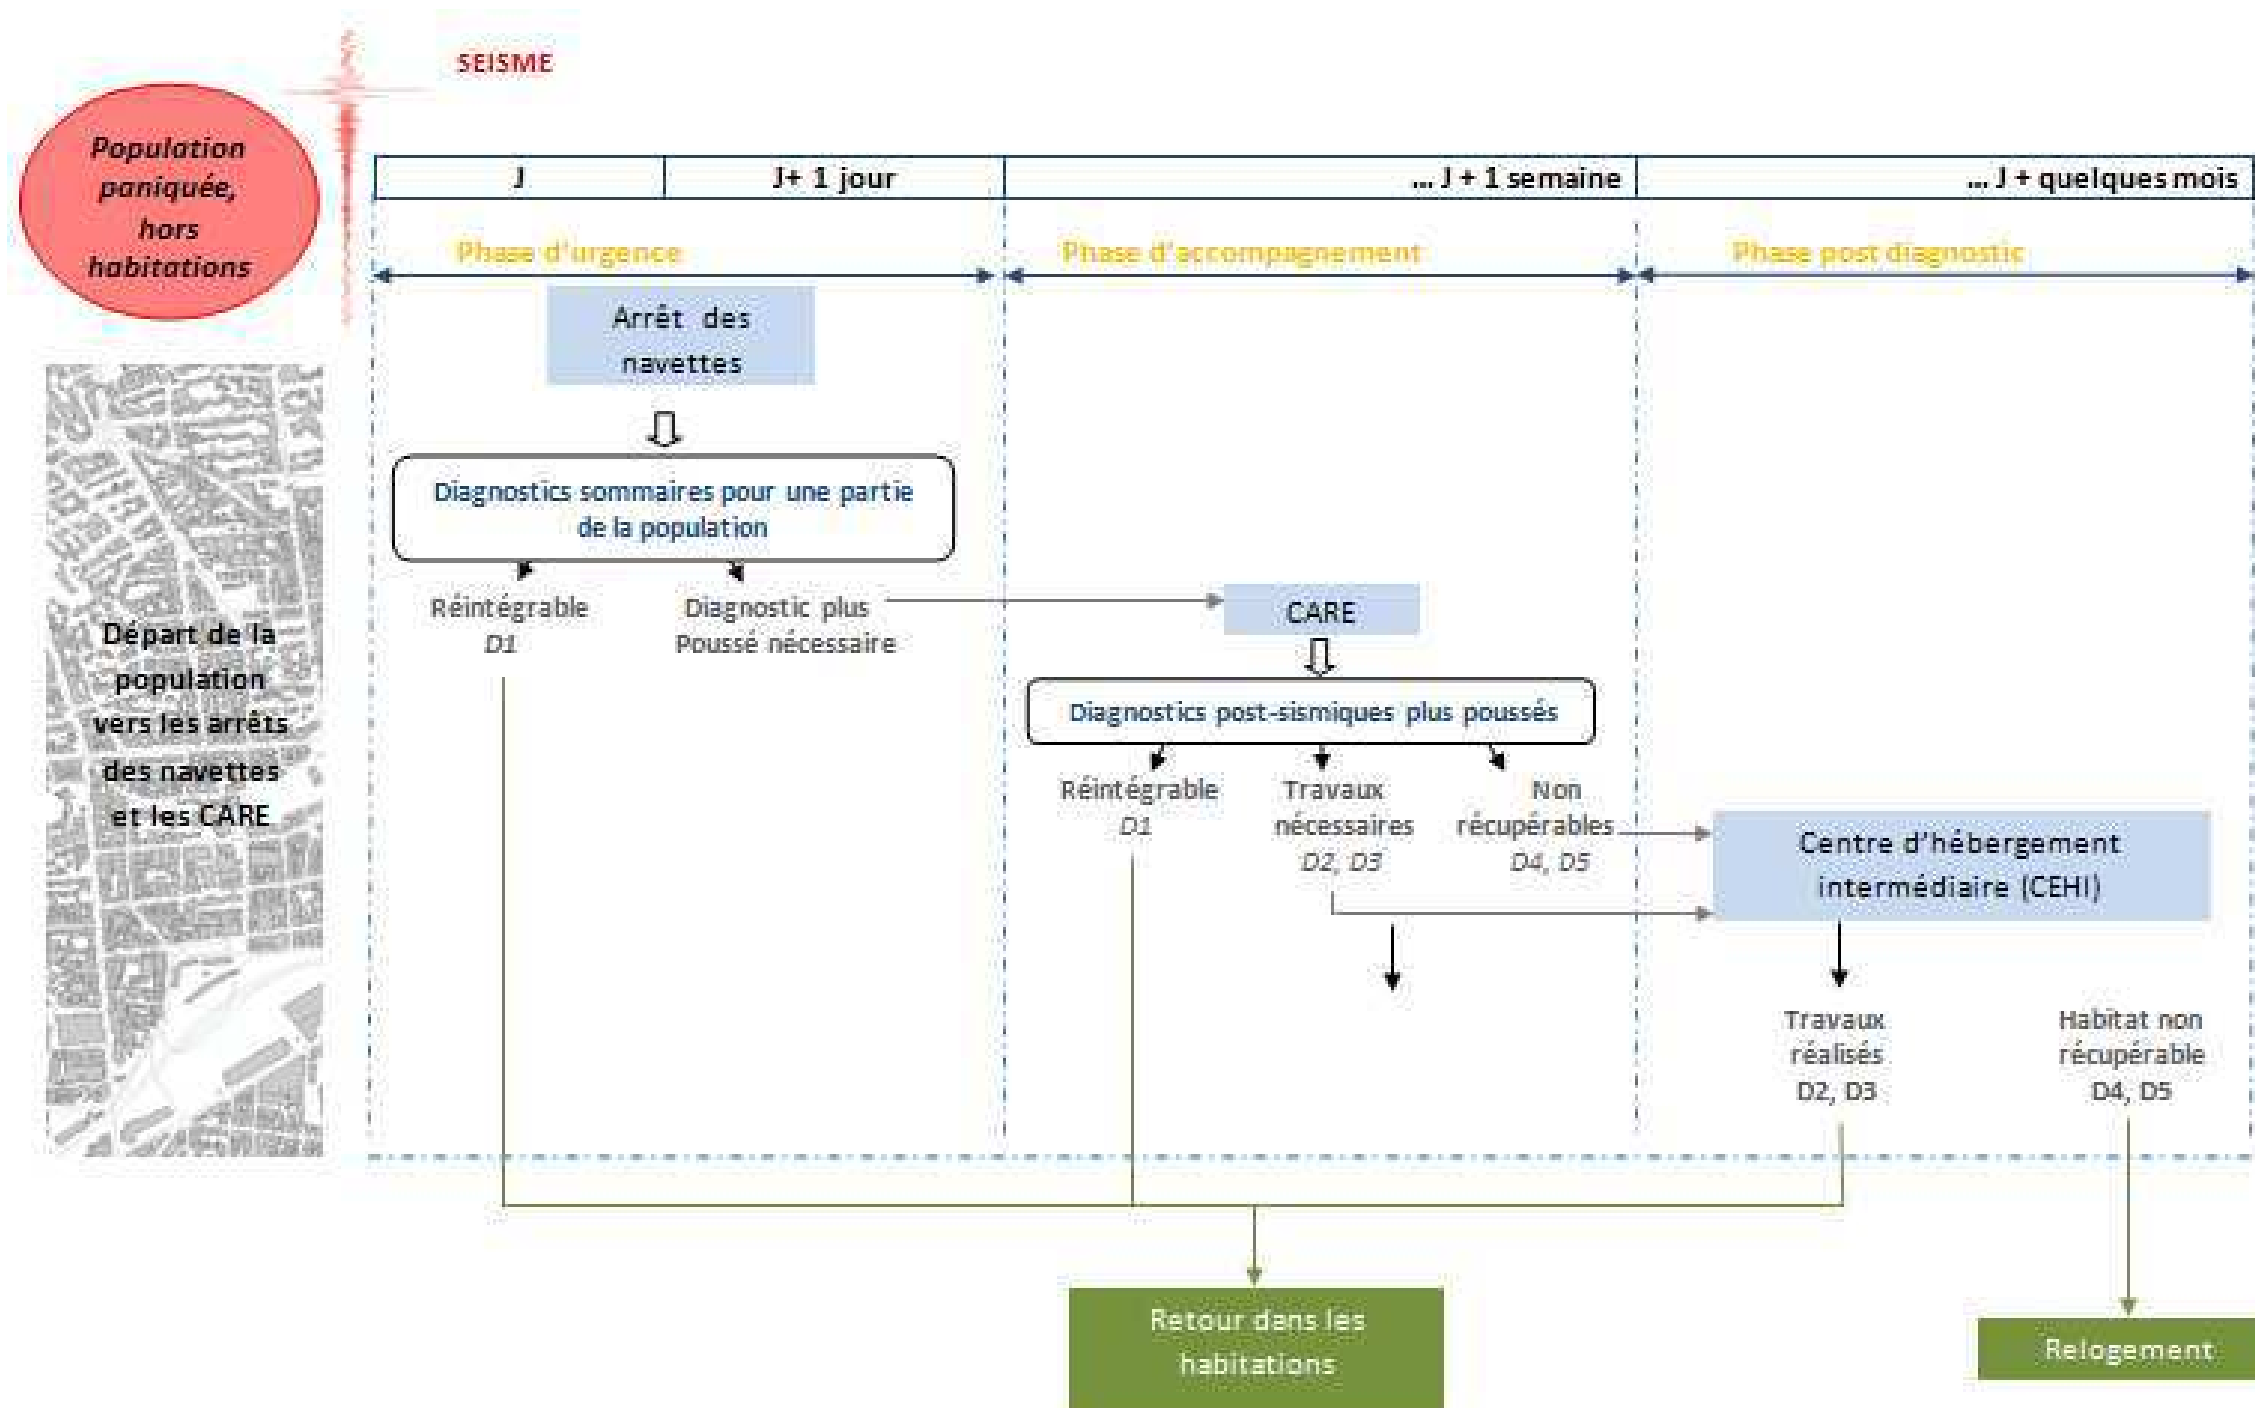 SEISME
Population
paniquée,
hors
habitations
J
J+ 1 jour
... J + 1 semaine
... J + quelques mois
Phase d'urgence
Phase d'accompagnement
Phase post diagnostic
Arrêt des
navettes
Diagnostics sommaires pour une partie
de la population
Réintégrable
D1
Diagnostic plus
Poussé nécessaire
CARE
Départ de la
population
vers les arrêts
des navettes
et les CARE
Diagnostics post-sismiques plus poussés
Réintégrable
D1
Travaux
nécessaires
D2, D3
Non
récupérables
D4, D5
Centre d'hébergement
intermédiaire (CEHI)
Travaux
réalisés
D2, D3
Habitat non
récupérable
D4, D5
Retour dans les
habitations
Relogement